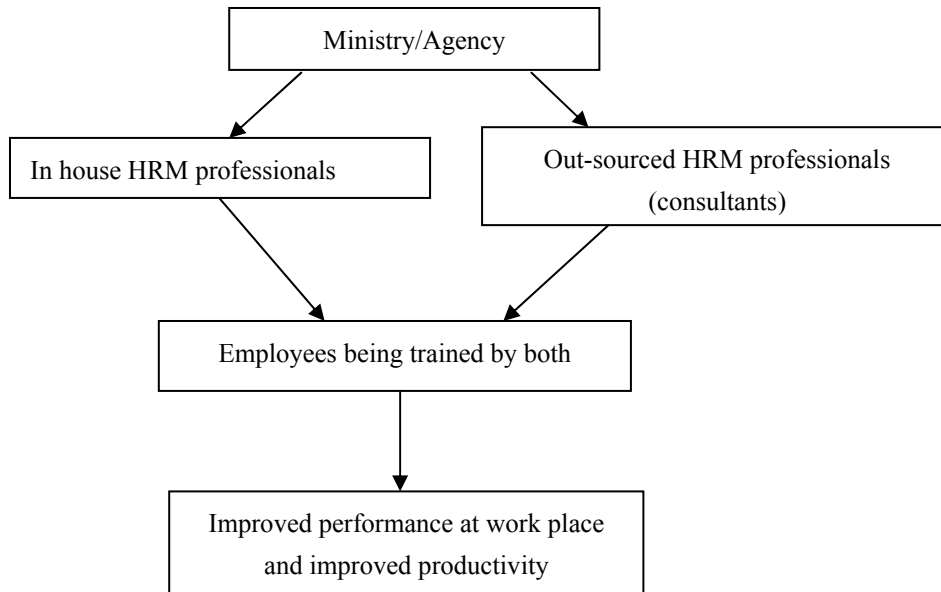 Ministry/Agency
In house HRM professionals
Out-sourced HRM professionals
(consultants)
Employees being trained by both
Improved performance at work place
and improved productivity